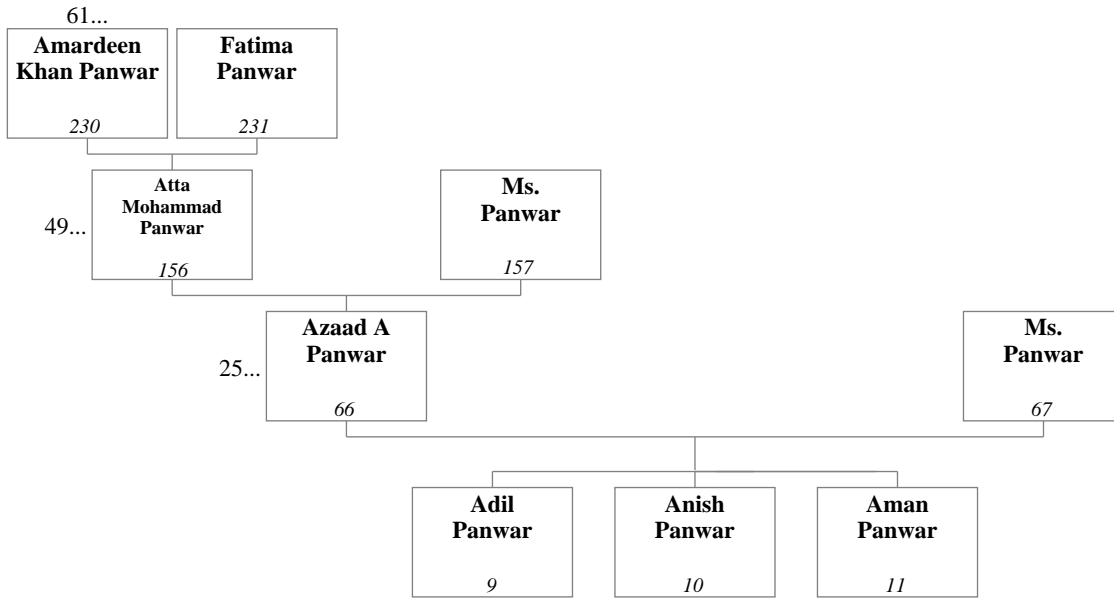 61...
Amardeen
Khan Panwar
230
Fatima
Panwar
231
49...
Atta
Mohammad
Panwar
156
Ms.
Panwar
157
25...
Azaad A
Panwar
66
Ms.
Panwar
67
Adil
Panwar
9
Anish
Panwar
10
Aman
Panwar
11